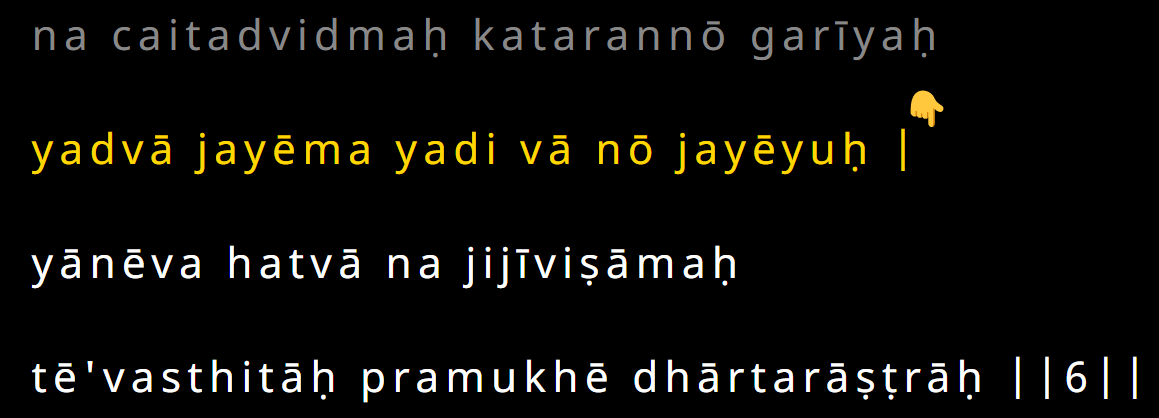 na caitadvidmaḥ katarannō garīyaḥ
yadvā jayēma yadi vā nō jayēyuḥ |
yānēva hatvā na jijīviṣāmaḥ
tē'vasthitāḥ pramukhē dhārtarāṣṭrāḥ ||6||